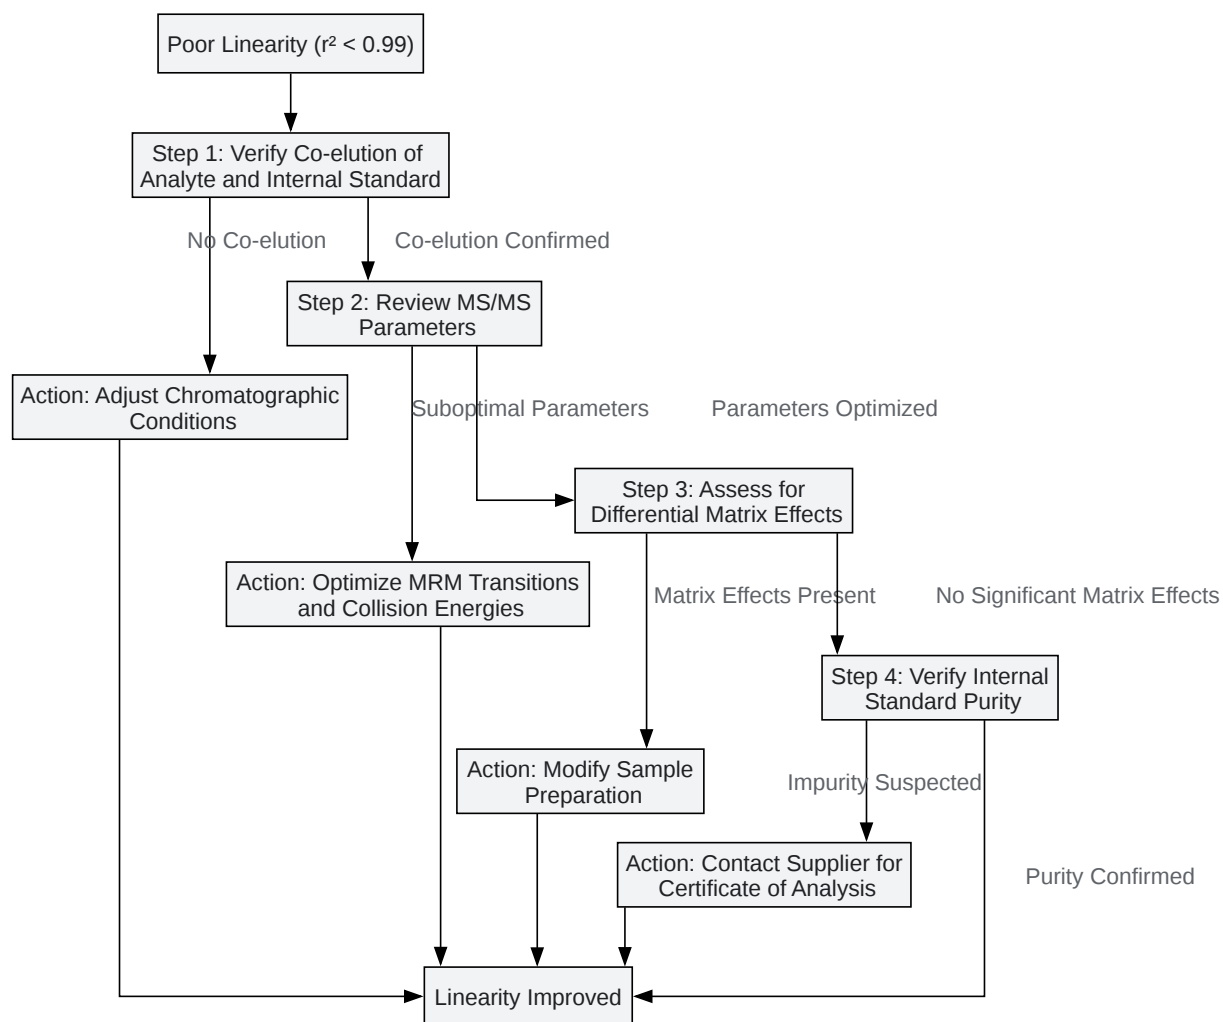 Poor Linearity (r² < 0.99)
Step 1: Verify Co-elution of
Analyte and Internal Standard
No Co-elution
Co-elution Confirmed
Step 2: Review MS/MS
Parameters
Action: Adjust Chromatographic
Conditions
Suboptimal Parameters
Parameters Optimized
Step 3: Assess for
Differential Matrix Effects
Action: Optimize MRM Transitions
and Collision Energies
Matrix Effects Present
No Significant Matrix Effects
Step 4: Verify Internal
Standard Purity
Action: Modify Sample
Preparation
Impurity Suspected
Action: Contact Supplier for
Certificate of Analysis
Purity Confirmed
Linearity Improved